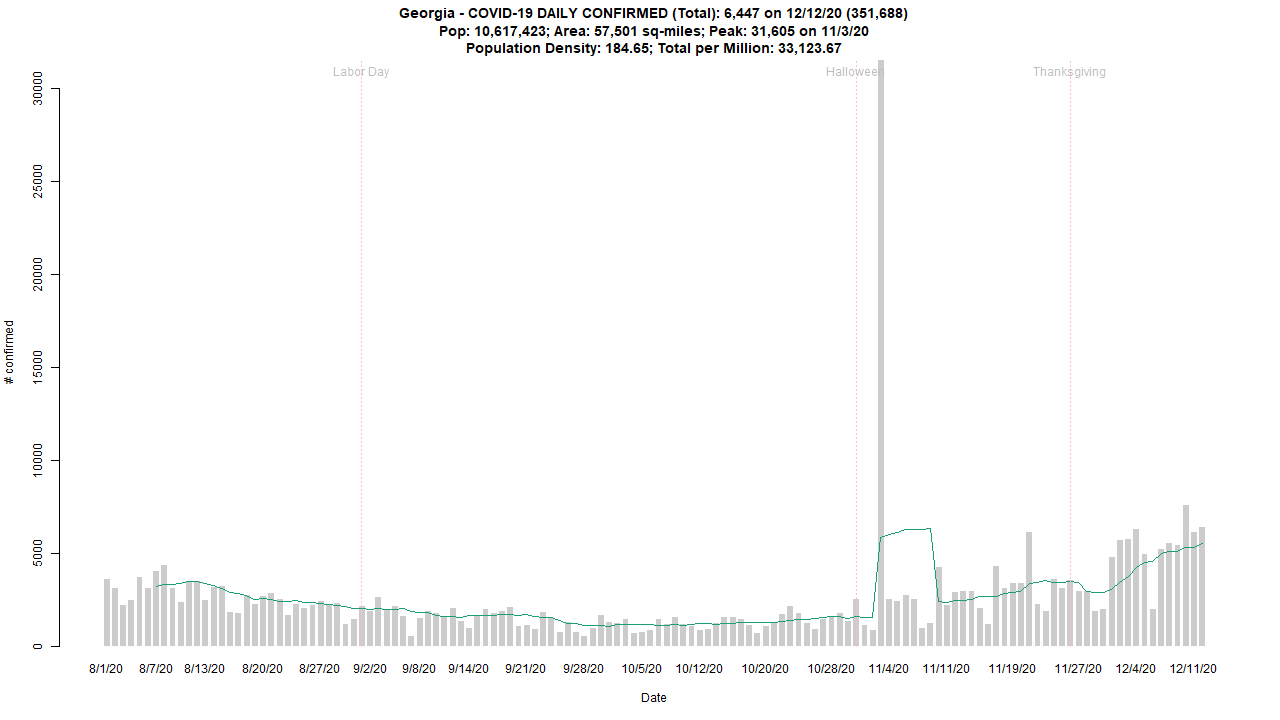 Georgia - COVID-19 DAILY CONFIRMED (Total): 6,447 on 12/12/20 (351,688)
Pop: 10,617,423; Area: 57,501 sq-miles; Peak: 31,605 on 11/3/20
Population Density: 184.65; Total per Million: 33,123.67
Labor Day
Halloween
Thanksgiving
30000
25000
20000
15000
10000
5000
0
# confirmed
8/1/20 8/7/20 8/13/20 8/20/20 8/27/20 9/2/20 9/8/20 9/14/20 9/21/20 9/28/20 10/5/20 10/12/20 10/20/20 10/28/20 11/4/20 11/11/20 11/19/20 11/27/20 12/4/20 12/11/20
Date